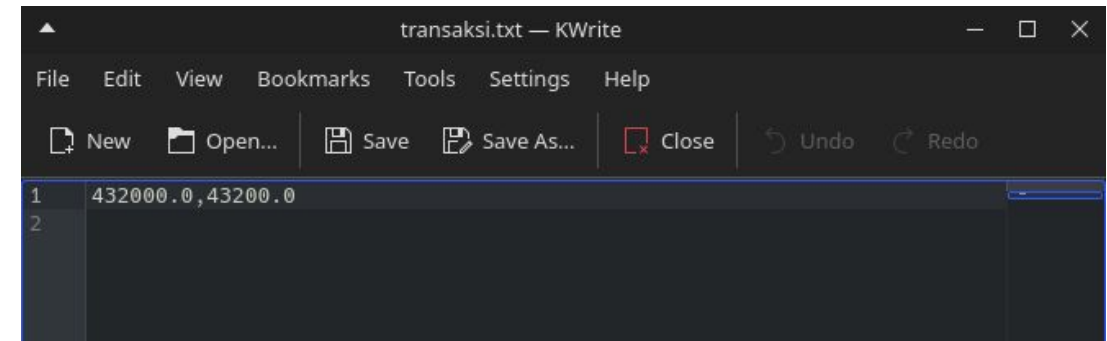 transaksi.txt — KWrite
File Edit View Bookmarks Tools Settings Help
New Open... Save Save As... Close Undo Redo
1 432000.0,43200.0
2